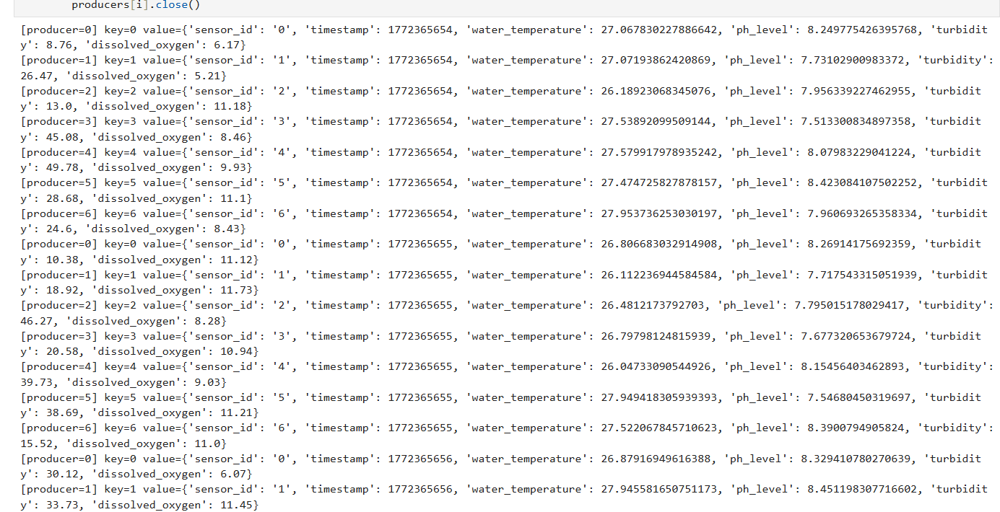 producers[i].close()
[producer=0] key=0 value={'sensor_id': '0', 'timestamp': 1772365654, 'water_temperature': 27.067830227886642, 'ph_level': 8.249775426395768, 'turbidit
y': 8.76, 'dissolved_oxygen': 6.17}
[producer=1] key=1 value={'sensor_id': '1', 'timestamp': 1772365654, 'water_temperature': 27.07193862420869, 'ph_level': 7.73102900983372, 'turbidity':
26.47, 'dissolved_oxygen': 5.21}
[producer=2] key=2 value={'sensor_id': '2', 'timestamp': 1772365654, 'water_temperature': 26.18923068345076, 'ph_level': 7.956339227462955, 'turbidit
y': 13.0, 'dissolved_oxygen': 11.18}
[producer=3] key=3 value={'sensor_id': '3', 'timestamp': 1772365654, 'water_temperature': 27.53892099509144, 'ph_level': 7.513300834897358, 'turbidit
y': 45.08, 'dissolved_oxygen': 8.46}
[producer=4] key=4 value={'sensor_id': '4', 'timestamp': 1772365654, 'water_temperature': 27.579917978935242, 'ph_level': 8.07983229041224, 'turbidit
y': 49.78, 'dissolved_oxygen': 9.93}
[producer=5] key=5 value={'sensor_id': '5', 'timestamp': 1772365654, 'water_temperature': 27.474725827878157, 'ph_level': 8.423084107502252, 'turbidit
y': 28.68, 'dissolved_oxygen': 11.1}
[producer=6] key=6 value={'sensor_id': '6', 'timestamp': 1772365654, 'water_temperature': 27.953736253030197, 'ph_level': 7.960693265358334, 'turbidit
y': 24.6, 'dissolved_oxygen': 8.43}
[producer=0] key=0 value={'sensor_id': '0', 'timestamp': 1772365655, 'water_temperature': 26.806683032914908, 'ph_level': 8.26914175692359, 'turbidit
y': 10.38, 'dissolved_oxygen': 11.12}
[producer=1] key=1 value={'sensor_id': '1', 'timestamp': 1772365655, 'water_temperature': 26.112236944584584, 'ph_level': 7.717543315051939, 'turbidit
y': 18.92, 'dissolved_oxygen': 11.73}
[producer=2] key=2 value={'sensor_id': '2', 'timestamp': 1772365655, 'water_temperature': 26.4812173792703, 'ph_level': 7.795015178029417, 'turbidity':
46.27, 'dissolved_oxygen': 8.28}
[producer=3] key=3 value={'sensor_id': '3', 'timestamp': 1772365655, 'water_temperature': 26.79798124815939, 'ph_level': 7.677320653679724, 'turbidit
y': 20.58, 'dissolved_oxygen': 10.94}
[producer=4] key=4 value={'sensor_id': '4', 'timestamp': 1772365655, 'water_temperature': 26.04733090544926, 'ph_level': 8.15456403462893, 'turbidity':
39.73, 'dissolved_oxygen': 9.03}
[producer=5] key=5 value={'sensor_id': '5', 'timestamp': 1772365655, 'water_temperature': 27.949418305939393, 'ph_level': 7.54680450319697, 'turbidit
y': 38.69, 'dissolved_oxygen': 11.21}
[producer=6] key=6 value={'sensor_id': '6', 'timestamp': 1772365655, 'water_temperature': 27.522067845710623, 'ph_level': 8.3900794905824, 'turbidity':
15.52, 'dissolved_oxygen': 11.0}
[producer=0] key=0 value={'sensor_id': '0', 'timestamp': 1772365656, 'water_temperature': 26.87916949616388, 'ph_level': 8.329410780270639, 'turbidit
y': 30.12, 'dissolved_oxygen': 6.07}
[producer=1] key=1 value={'sensor_id': '1', 'timestamp': 1772365656, 'water_temperature': 27.945581650751173, 'ph_level': 8.451198307716602, 'turbidit
y': 33.73, 'dissolved_oxygen': 11.45}